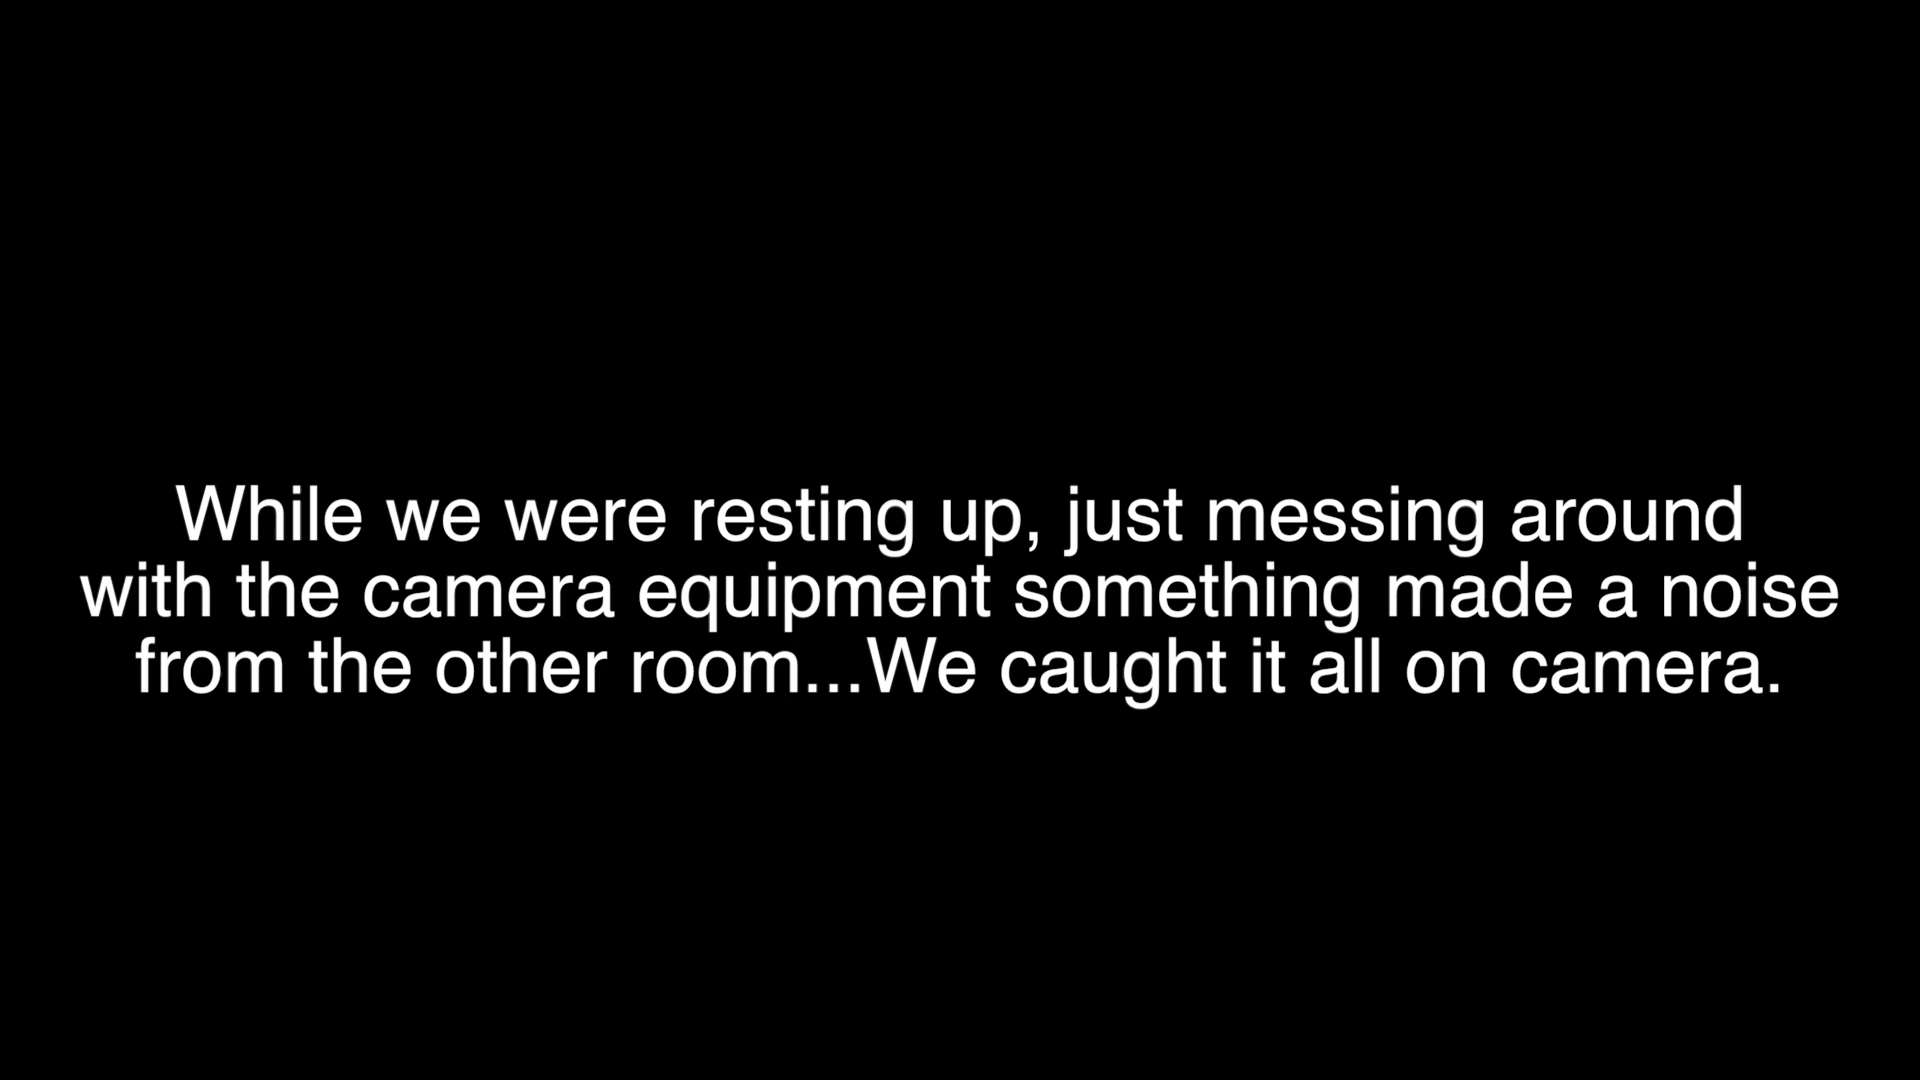 While we were resting up, just messing around
with the camera equipment something made a noise
from the other room...We caught it all on camera.